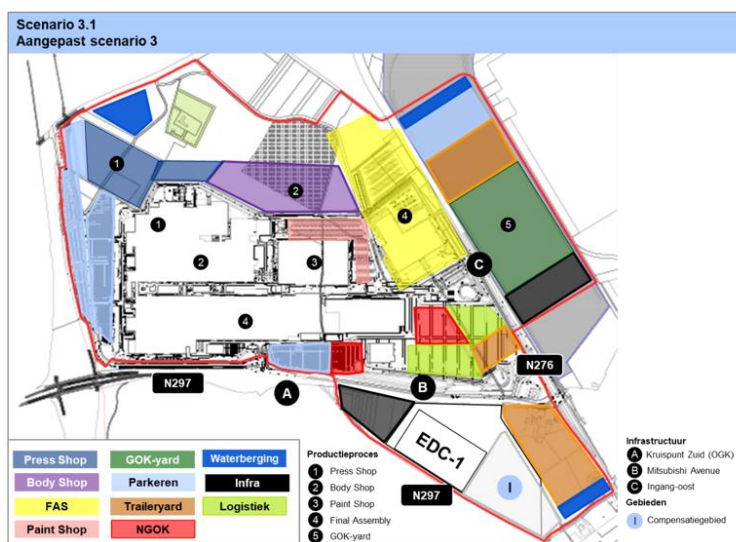 Scenario 3.1
Aangepast scenario 3
1
2
1
2
3
4
4
5
C
N297
A
B
N276
EDC-1
N297
I
Press Shop
GOK-yard
Waterberging
Body Shop
Parkeren
Infra
FAS
Traileryard
Logistiek
Paint Shop
NGOK
Productieproces
1 Press Shop
2 Body Shop
3 Paint Shop
4 Final Assembly
5 GOK-yard
Infrastructuur
A Kruispunt Zuid (OGK)
B Mitsubishi Avenue
C Ingang-oost
Gebieden
I Compensatiegebied